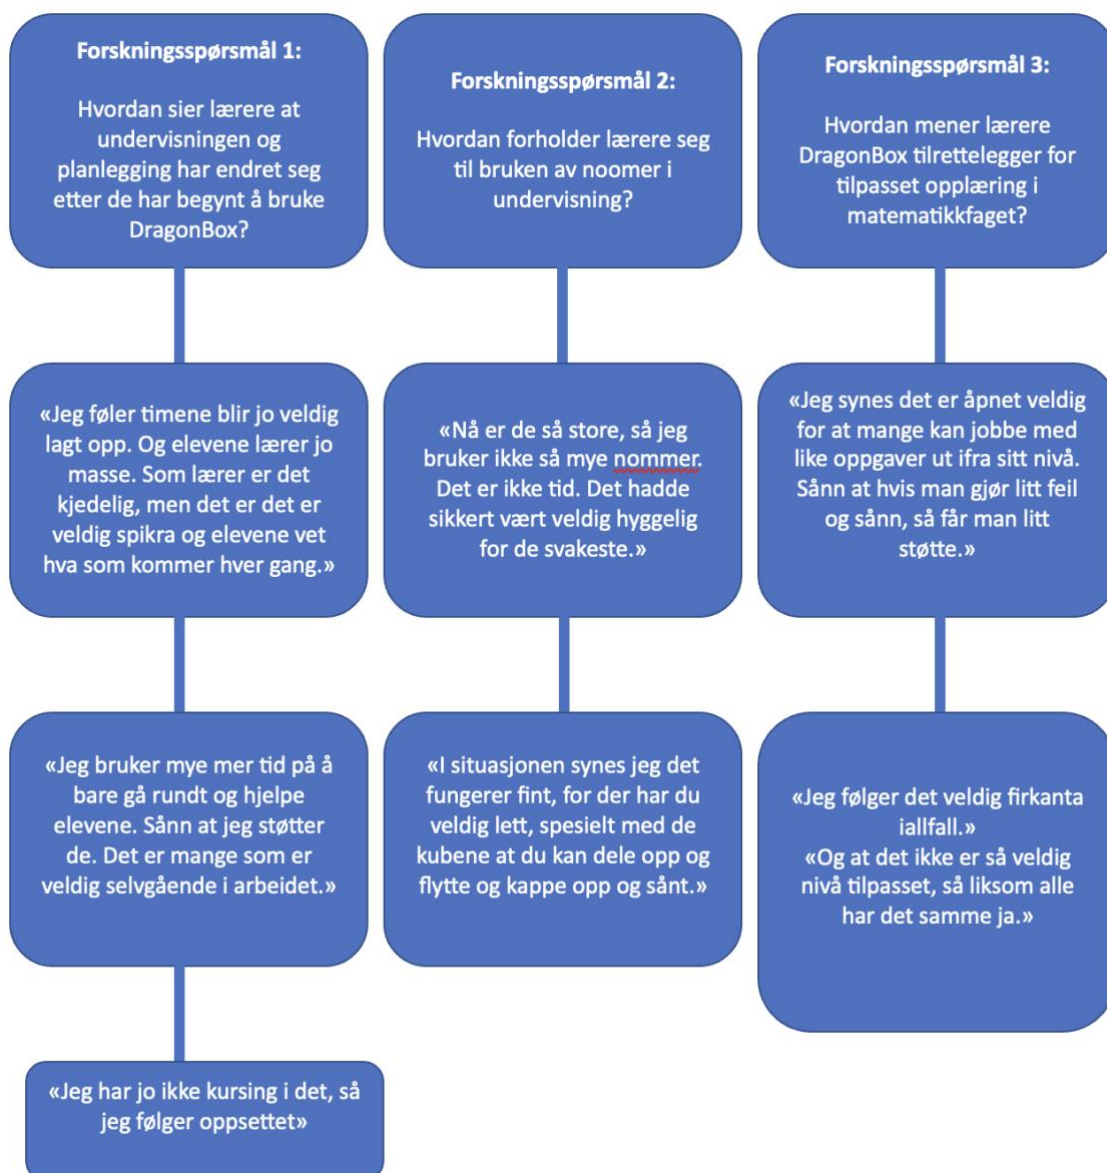 Forskningsspørsmål 1:
Hvordan sier lærere at
undervisningen og
planlegging har endret seg
etter de har begynt å bruke
DragonBox?
«Jeg føler timene blir jo veldig
lagt opp. Og elevene lærer jo
masse. Som lærer er det
kjedelig, men det er det er
veldig spikra og elevene vet
hva som kommer hver gang.»
«Jeg bruker mye mer tid på å
bare gå rundt og hjelpe
elevene. Sånn at jeg støtter
de. Det er mange som er
veldig selvgående i arbeidet.»
«Jeg har jo ikke kursing i det, så
jeg følger oppsettet»
Forskningsspørsmål 2:
Hvordan forholder lærere seg
til bruken av noomer i
undervisning?
«Nå er de så store, så jeg
bruker ikke så mye nommer.
Det er ikke tid. Det hadde
sikkert vært veldig hyggelig
for de svakeste.»
«I situasjonen synes jeg det
fungerer fint, for der har du
veldig lett, spesielt med de
kubene at du kan dele opp og
flytte og kappe opp og sånt.»
Forskningsspørsmål 3:
Hvordan mener lærere
DragonBox tilrettelegger for
tilpasset opplæring i
matematikkfaget?
«Jeg synes det er åpnet veldig
for at mange kan jobbe med
like oppgaver ut ifra sitt nivå.
Sånn at hvis man gjør litt feil
og sånn, så får man litt
støtte.»
«Jeg følger det veldig firkanta
iallfall.»
«Og at det ikke er så veldig
nivå tilpasset, så liksom alle
har det samme ja.»